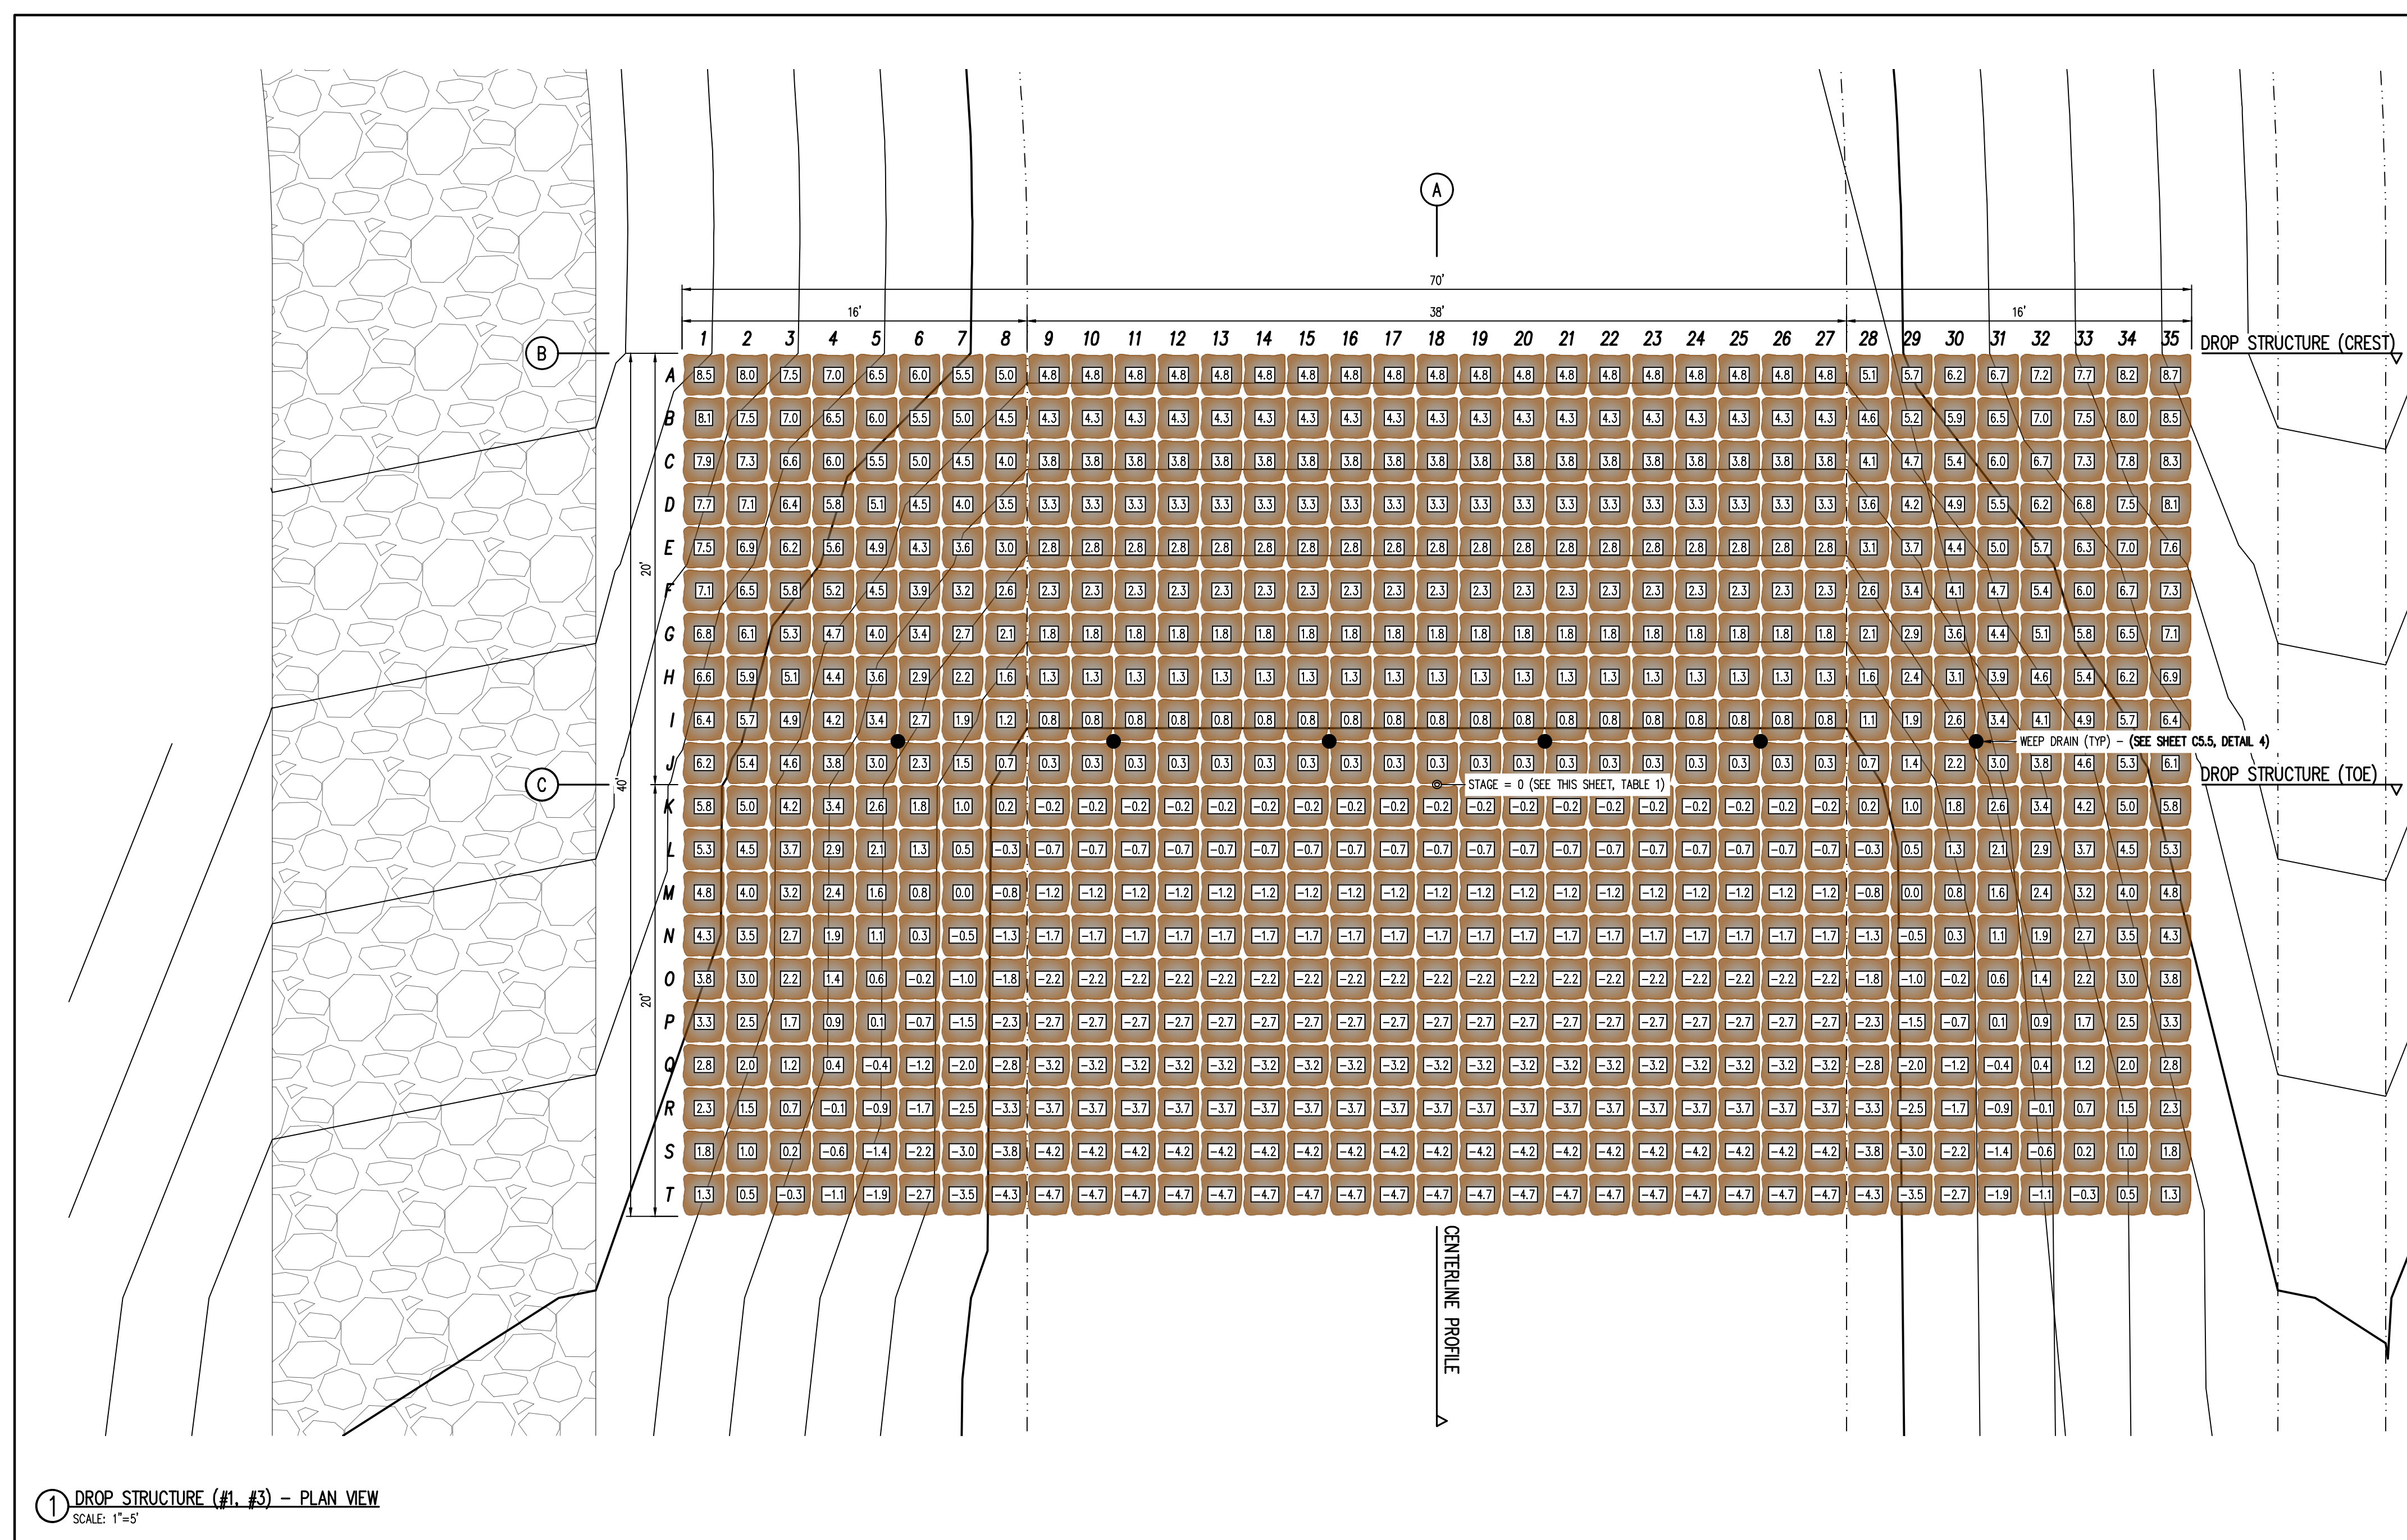 A
70'
16' 38' 16'
1 2 3 4 5 6 7 8 9 10 11 12 13 14 15 16 17 18 19 20 21 22 23 24 25 26 27 28 29 30 31 32 33 34 35
DROP STRUCTURE (CREST)
B
A 8.5 8.0 7.5 7.0 6.5 6.0 5.5 5.0 4.8 4.8 4.8 4.8 4.8 4.8 4.8 4.8 4.8 4.8 4.8 4.8 4.8 4.8 4.8 4.8 4.8 4.8 4.8 5.1 5.7 6.2 6.7 7.2 7.7 8.2 8.7
B 8.1 7.5 7.0 6.5 6.0 5.5 5.0 4.5 4.3 4.3 4.3 4.3 4.3 4.3 4.3 4.3 4.3 4.3 4.3 4.3 4.3 4.3 4.3 4.3 4.3 4.3 4.3 4.6 5.2 5.9 6.5 7.0 7.5 8.0 8.5
C 7.9 7.3 6.6 6.0 5.5 5.0 4.5 4.0 3.8 3.8 3.8 3.8 3.8 3.8 3.8 3.8 3.8 3.8 3.8 3.8 3.8 3.8 3.8 3.8 3.8 3.8 3.8 4.1 4.7 5.4 6.0 6.7 7.3 7.8 8.3
D 7.7 7.1 6.4 5.8 5.1 4.5 4.0 3.5 3.3 3.3 3.3 3.3 3.3 3.3 3.3 3.3 3.3 3.3 3.3 3.3 3.3 3.3 3.3 3.3 3.3 3.3 3.3 3.6 4.2 4.9 5.5 6.2 6.8 7.5 8.1
E 7.5 6.9 6.2 5.6 4.9 4.3 3.6 3.0 2.8 2.8 2.8 2.8 2.8 2.8 2.8 2.8 2.8 2.8 2.8 2.8 2.8 2.8 2.8 2.8 2.8 2.8 2.8 3.1 3.7 4.4 5.0 5.7 6.3 7.0 7.6
20'
F 7.1 6.5 5.8 5.2 4.5 3.9 3.2 2.6 2.3 2.3 2.3 2.3 2.3 2.3 2.3 2.3 2.3 2.3 2.3 2.3 2.3 2.3 2.3 2.3 2.3 2.3 2.3 2.6 3.4 4.1 4.7 5.4 6.0 6.7 7.3
G 6.8 6.1 5.3 4.7 4.0 3.4 2.7 2.1 1.8 1.8 1.8 1.8 1.8 1.8 1.8 1.8 1.8 1.8 1.8 1.8 1.8 1.8 1.8 1.8 1.8 1.8 1.8 2.1 2.9 3.6 4.4 5.1 5.8 6.5 7.1
H 6.6 5.9 5.1 4.4 3.6 2.9 2.2 1.6 1.3 1.3 1.3 1.3 1.3 1.3 1.3 1.3 1.3 1.3 1.3 1.3 1.3 1.3 1.3 1.3 1.3 1.3 1.3 1.6 2.4 3.1 3.9 4.6 5.4 6.2 6.9
I 6.4 5.7 4.9 4.2 3.4 2.7 1.9 1.2 0.8 0.8 0.8 0.8 0.8 0.8 0.8 0.8 0.8 0.8 0.8 0.8 0.8 0.8 0.8 0.8 0.8 0.8 0.8 1.1 1.9 2.6 3.4 4.1 4.9 5.7 6.4
WEEP DRAIN (TYP) – (SEE SHEET C5.5, DETAIL 4)
J 6.2 5.4 4.6 3.8 3.0 2.3 1.5 0.7 0.3 0.3 0.3 0.3 0.3 0.3 0.3 0.3 0.3 0.3 0.3 0.3 0.3 0.3 0.3 0.3 0.3 0.3 0.3 0.7 1.4 2.2 3.0 3.8 4.6 5.3 6.1
DROP STRUCTURE (TOE)
C
40'
STAGE = 0 (SEE THIS SHEET, TABLE 1)
K 5.8 5.0 4.2 3.4 2.6 1.8 1.0 0.2 -0.2 -0.2 -0.2 -0.2 -0.2 -0.2 -0.2 -0.2 -0.2 -0.2 -0.2 -0.2 -0.2 -0.2 -0.2 -0.2 -0.2 -0.2 -0.2 0.2 1.0 1.8 2.6 3.4 4.2 5.0 5.8
L 5.3 4.5 3.7 2.9 2.1 1.3 0.5 -0.3 -0.7 -0.7 -0.7 -0.7 -0.7 -0.7 -0.7 -0.7 -0.7 -0.7 -0.7 -0.7 -0.7 -0.7 -0.7 -0.7 -0.7 -0.7 -0.7 -0.3 0.5 1.3 2.1 2.9 3.7 4.5 5.3
M 4.8 4.0 3.2 2.4 1.6 0.8 0.0 -0.8 -1.2 -1.2 -1.2 -1.2 -1.2 -1.2 -1.2 -1.2 -1.2 -1.2 -1.2 -1.2 -1.2 -1.2 -1.2 -1.2 -1.2 -1.2 -1.2 -0.8 0.0 0.8 1.6 2.4 3.2 4.0 4.8
N 4.3 3.5 2.7 1.9 1.1 0.3 -0.5 -1.3 -1.7 -1.7 -1.7 -1.7 -1.7 -1.7 -1.7 -1.7 -1.7 -1.7 -1.7 -1.7 -1.7 -1.7 -1.7 -1.7 -1.7 -1.7 -1.7 -1.3 -0.5 0.3 1.1 1.9 2.7 3.5 4.3
O 3.8 3.0 2.2 1.4 0.6 -0.2 -1.0 -1.8 -2.2 -2.2 -2.2 -2.2 -2.2 -2.2 -2.2 -2.2 -2.2 -2.2 -2.2 -2.2 -2.2 -2.2 -2.2 -2.2 -2.2 -2.2 -2.2 -1.8 -1.0 -0.2 0.6 1.4 2.2 3.0 3.8
20'
P 3.3 2.5 1.7 0.9 0.1 -0.7 -1.5 -2.3 -2.7 -2.7 -2.7 -2.7 -2.7 -2.7 -2.7 -2.7 -2.7 -2.7 -2.7 -2.7 -2.7 -2.7 -2.7 -2.7 -2.7 -2.7 -2.7 -2.3 -1.5 -0.7 0.1 0.9 1.7 2.5 3.3
Q 2.8 2.0 1.2 0.4 -0.4 -1.2 -2.0 -2.8 -3.2 -3.2 -3.2 -3.2 -3.2 -3.2 -3.2 -3.2 -3.2 -3.2 -3.2 -3.2 -3.2 -3.2 -3.2 -3.2 -3.2 -3.2 -3.2 -2.8 -2.0 -1.2 -0.4 0.4 1.2 2.0 2.8
R 2.3 1.5 0.7 -0.1 -0.9 -1.7 -2.5 -3.3 -3.7 -3.7 -3.7 -3.7 -3.7 -3.7 -3.7 -3.7 -3.7 -3.7 -3.7 -3.7 -3.7 -3.7 -3.7 -3.7 -3.7 -3.7 -3.7 -3.3 -2.5 -1.7 -0.9 -0.1 0.7 1.5 2.3
S 1.8 1.0 0.2 -0.6 -1.4 -2.2 -3.0 -3.8 -4.2 -4.2 -4.2 -4.2 -4.2 -4.2 -4.2 -4.2 -4.2 -4.2 -4.2 -4.2 -4.2 -4.2 -4.2 -4.2 -4.2 -4.2 -4.2 -3.8 -3.0 -2.2 -1.4 -0.6 0.2 1.0 1.8
T 1.3 0.5 -0.3 -1.1 -1.9 -2.7 -3.5 -4.3 -4.7 -4.7 -4.7 -4.7 -4.7 -4.7 -4.7 -4.7 -4.7 -4.7 -4.7 -4.7 -4.7 -4.7 -4.7 -4.7 -4.7 -4.7 -4.7 -4.3 -3.5 -2.7 -1.9 -1.1 -0.3 0.5 1.3
CENTERLINE PROFILE
1 DROP STRUCTURE (#1, #3) – PLAN VIEW
SCALE: 1"=5'